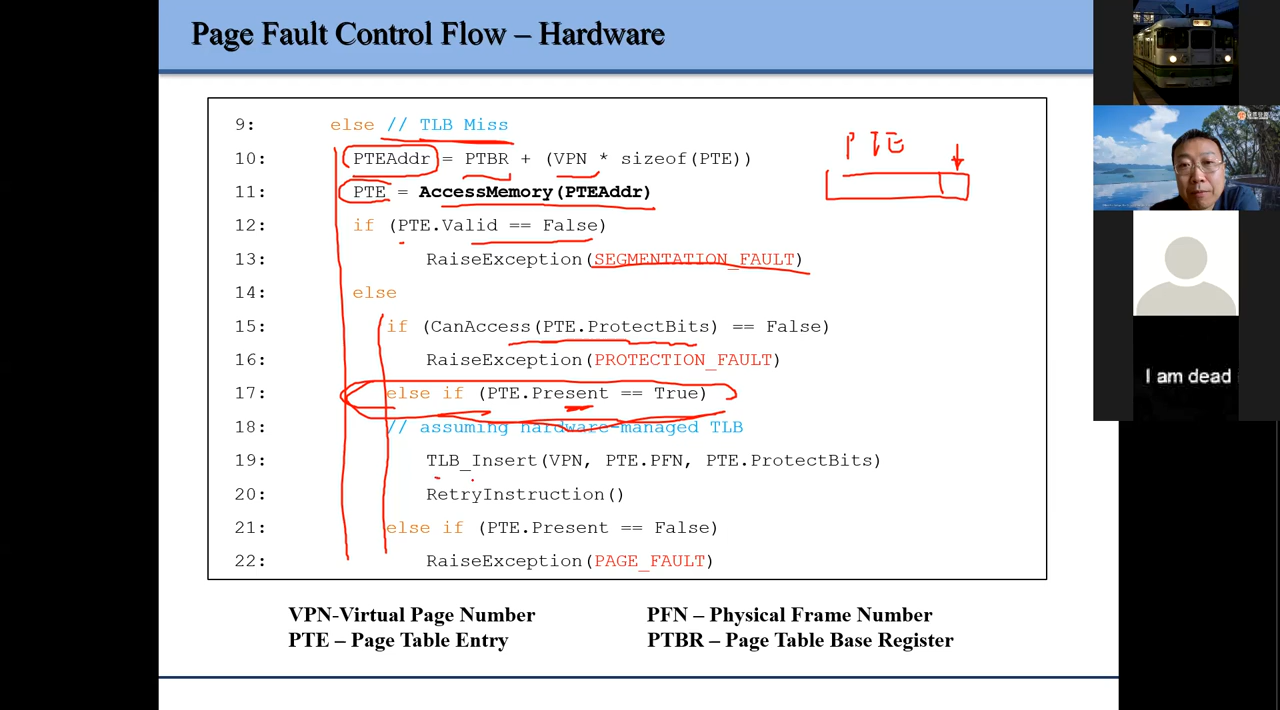 Page Fault Control Flow – Hardware
9: else // TLB Miss
10: PTEAddr = PTBR + (VPN * sizeof(PTE))
11: PTE = AccessMemory(PTEAddr)
12: if (PTE.Valid == False)
13: RaiseException(SEGMENTATION_FAULT)
14: else
15: if (CanAccess(PTE.ProtectBits) == False)
16: RaiseException(PROTECTION_FAULT)
17: else if (PTE.Present == True)
18: // assuming hardware-managed TLB
19: TLB_Insert(VPN, PTE.PFN, PTE.ProtectBits)
20: RetryInstruction()
21: else if (PTE.Present == False)
22: RaiseException(PAGE_FAULT)
PTE
VPN-Virtual Page Number
PFN – Physical Frame Number
PTE – Page Table Entry
PTBR – Page Table Base Register
I am dead